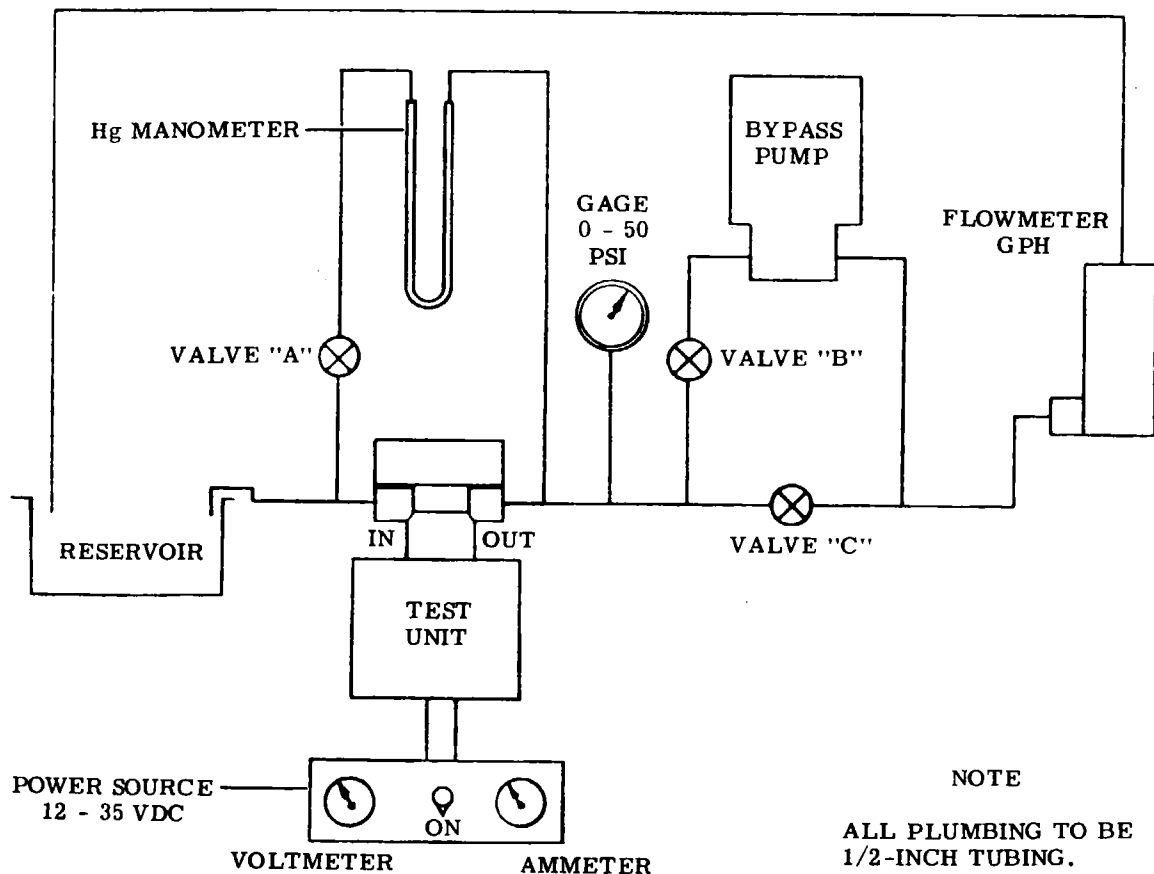 Hg MANOMETER
BYPASS
PUMP
GAGE
0 - 50
PSI
FLOWMETER
GPH
VALVE "A"
VALVE "B"
RESERVOIR
IN
OUT
VALVE "C"
TEST
UNIT
POWER SOURCE
12 - 35 VDC
ON
VOLTMETER
AMMETER
NOTE
ALL PLUMBING TO BE
1/2-INCH TUBING.